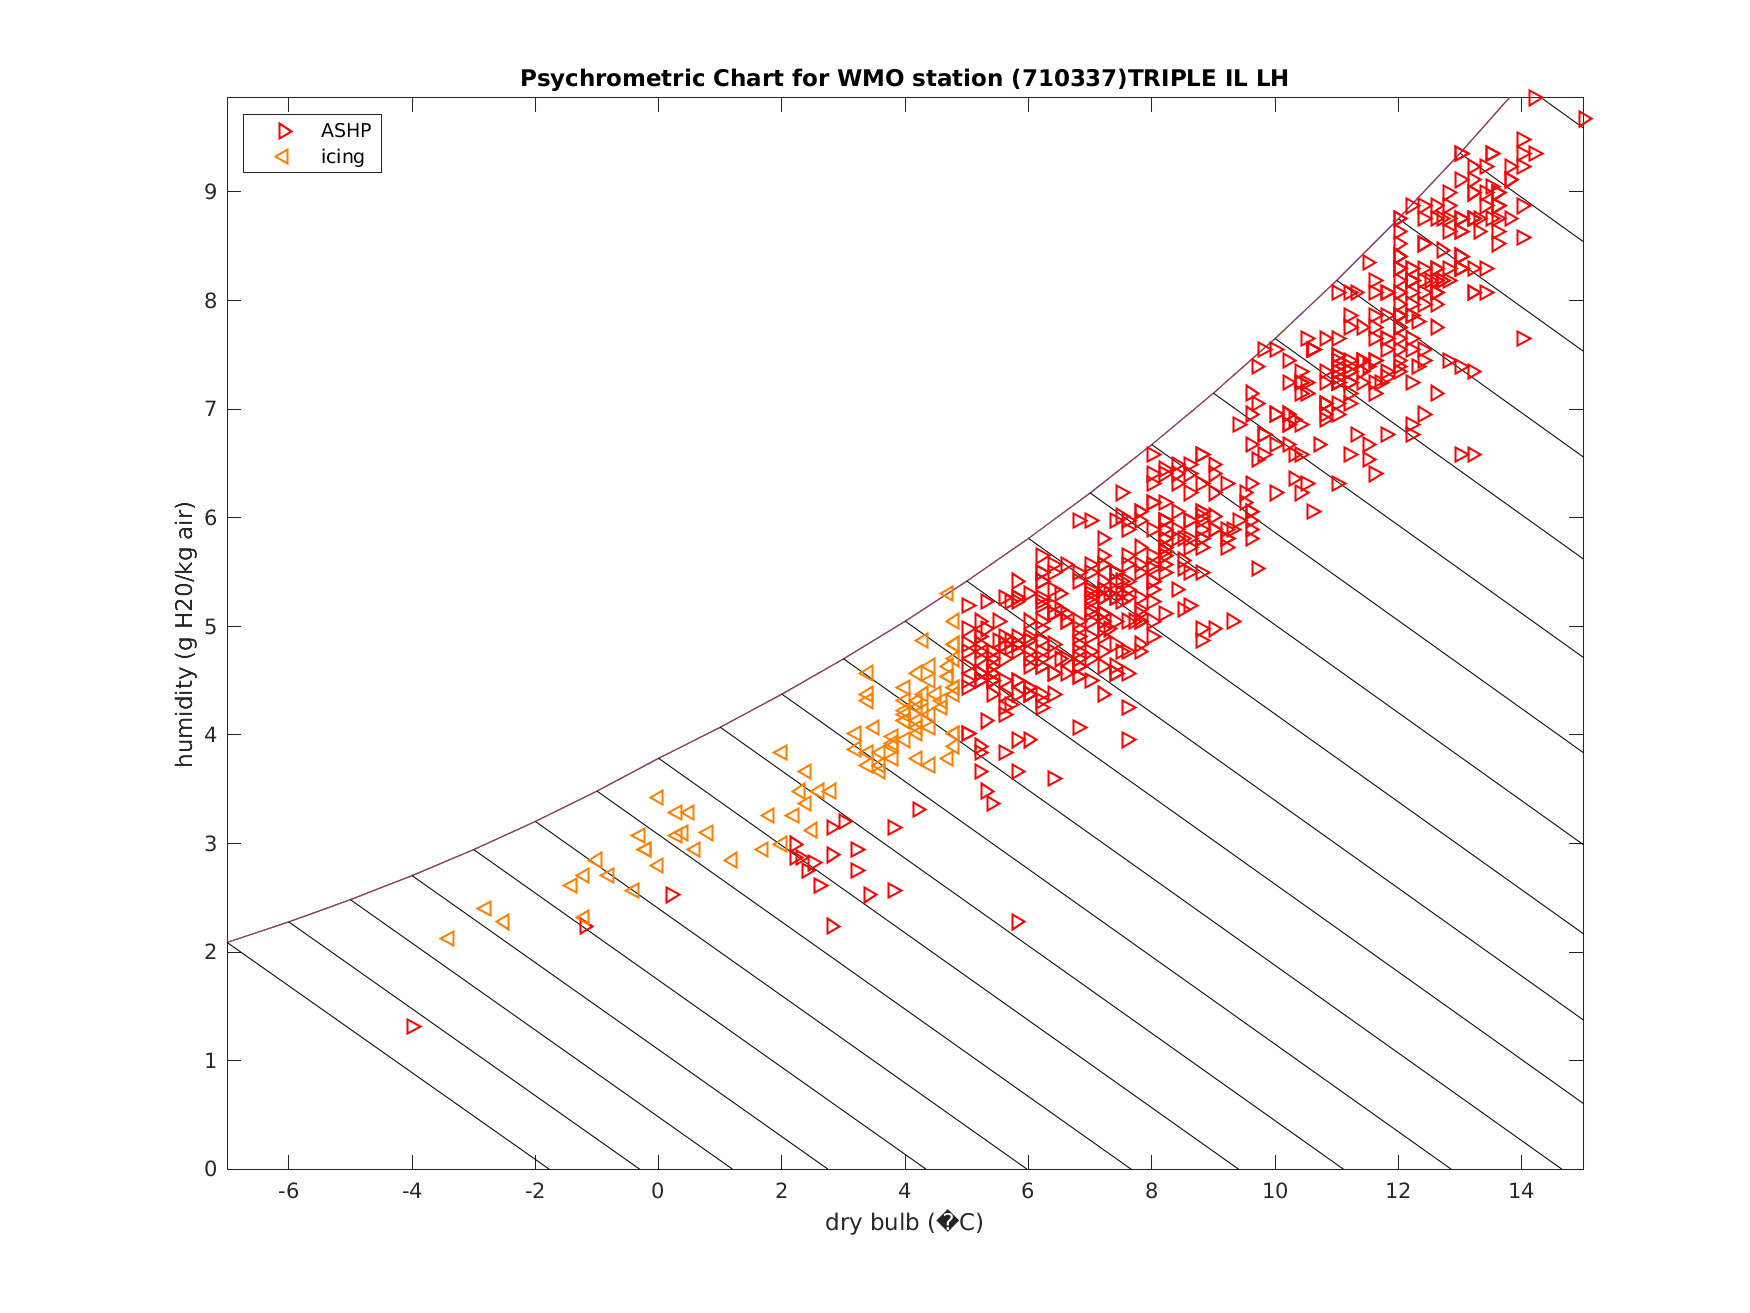 Psychrometric Chart for WMO station (710337)TRIPLE IL LH
ASHP
icing
humidity (g H20/kg air)
9
8
7
6
5
4
3
2
1
0
-6 -4 -2 0 2 4 6 8 10 12 14
dry bulb (�C)